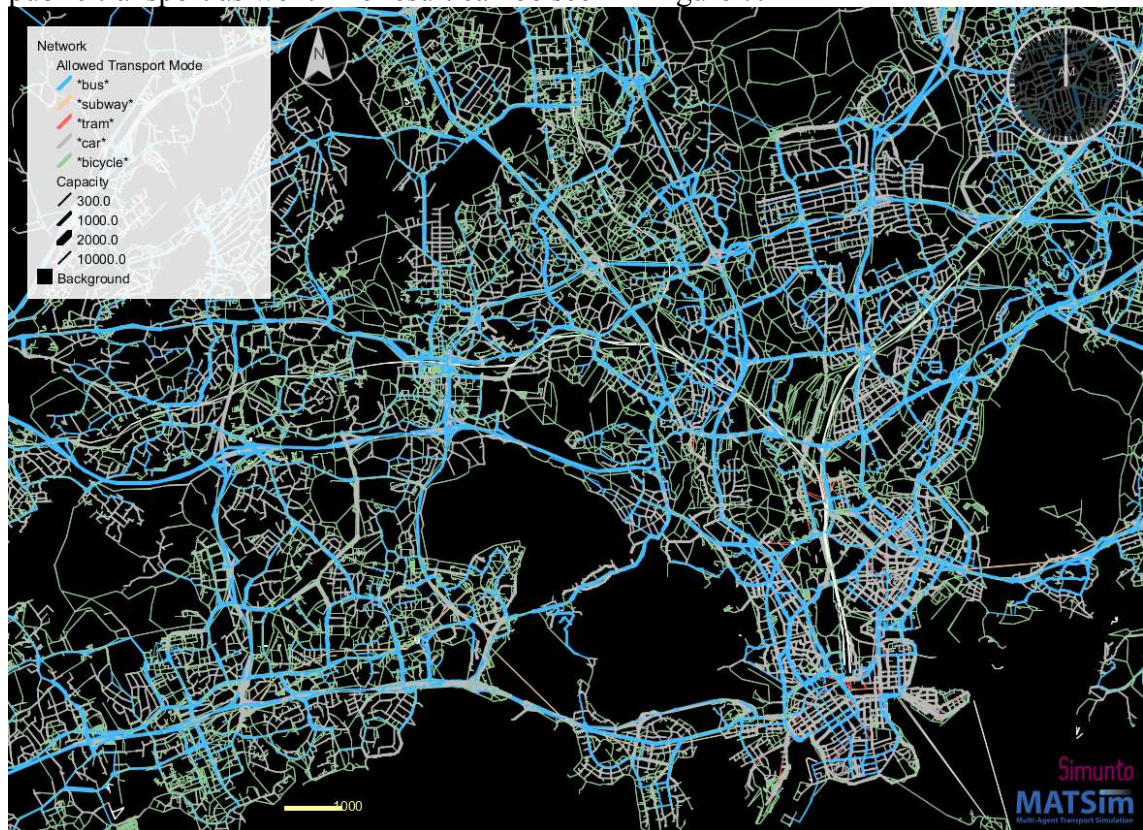 Network
Allowed Transport Mode
*bus*
*subway*
*tram*
*car*
*bicycle*
Capacity
300.0
1000.0
2000.0
10000.0
Background
N
AM
1000
Simunto
MATSim
Multi-Agent Transport Simulation